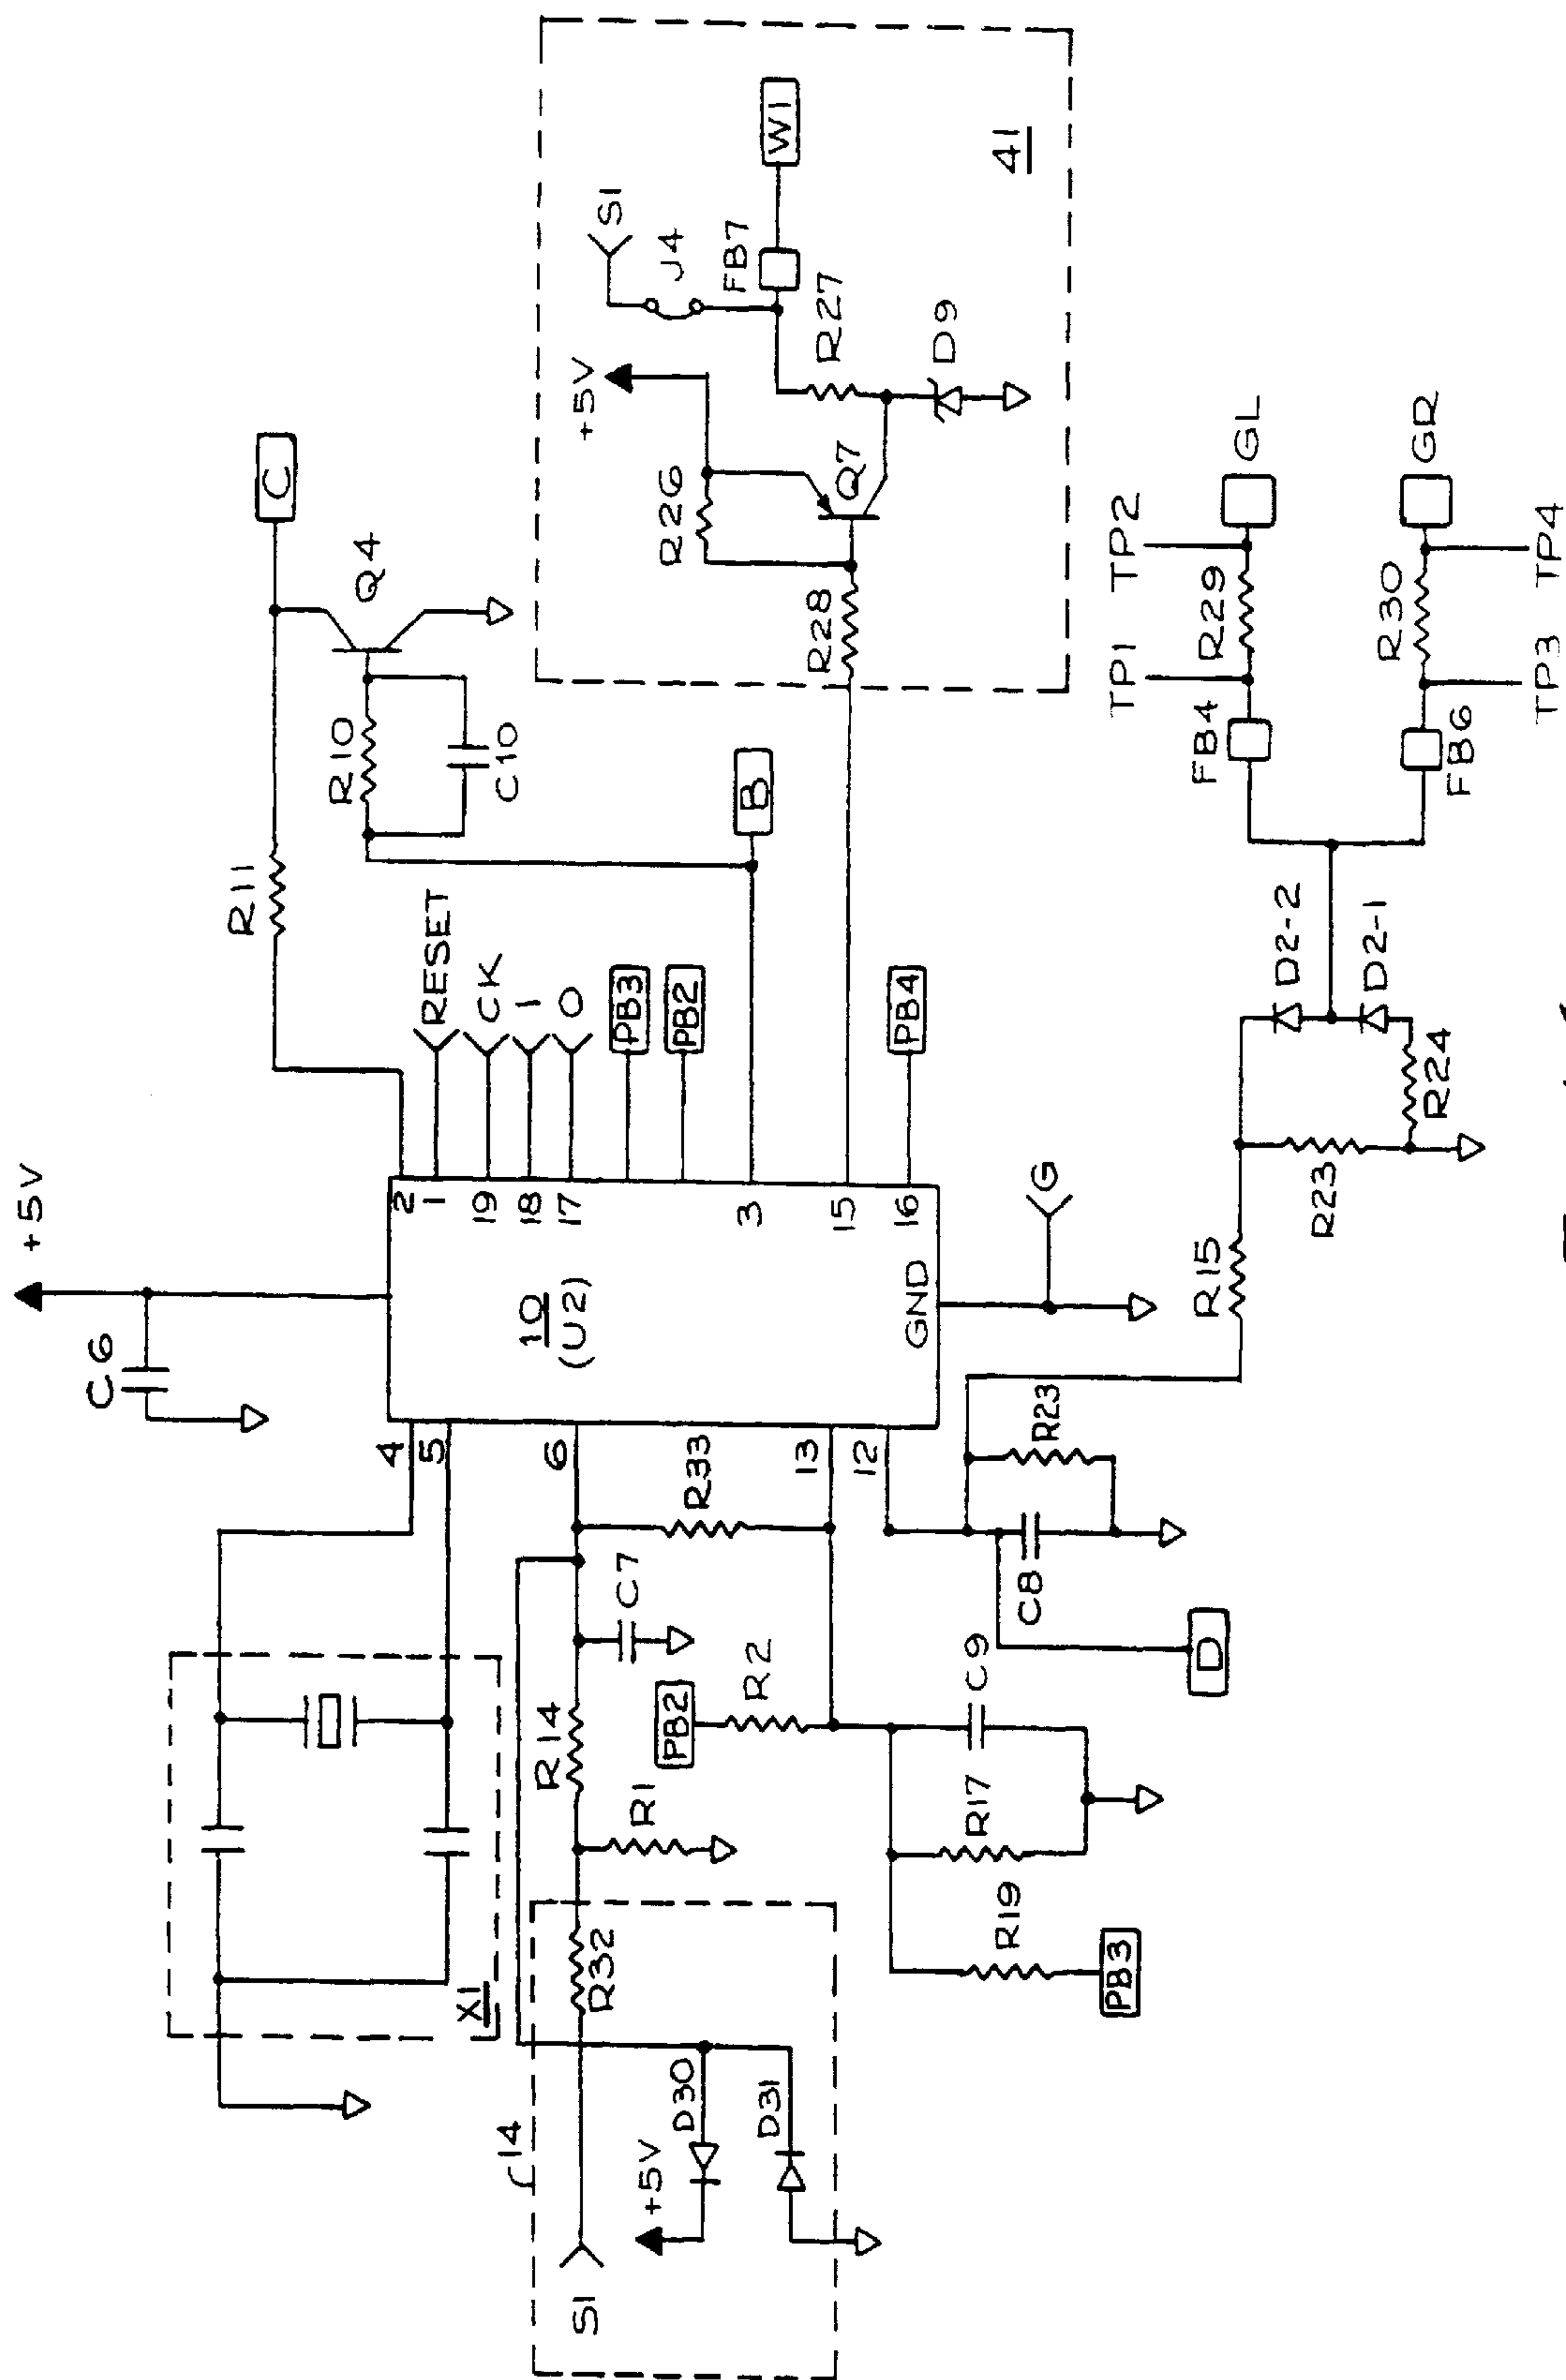 +5V
C6
C
R11
Q4
R10
C10
RESET
CK
1
0
PB3
PB2
B
PB4
2
1
19
18
17
3
15
16
10
(U2)
GND
G
4
5
6
13
12
X1
S1
J4
FB7
W1
41
+5V
R26
Q7
R27
D9
R28
R33
C7
R14
R1
R32
14
S1
+5V
D30
D31
PB2
R2
C9
R17
R19
PB3
C8
D
R23
R15
R23
R24
D2-2
D2-1
FB4
TP1
R29
TP2
GL
FB6
TP3
R30
TP4
GR